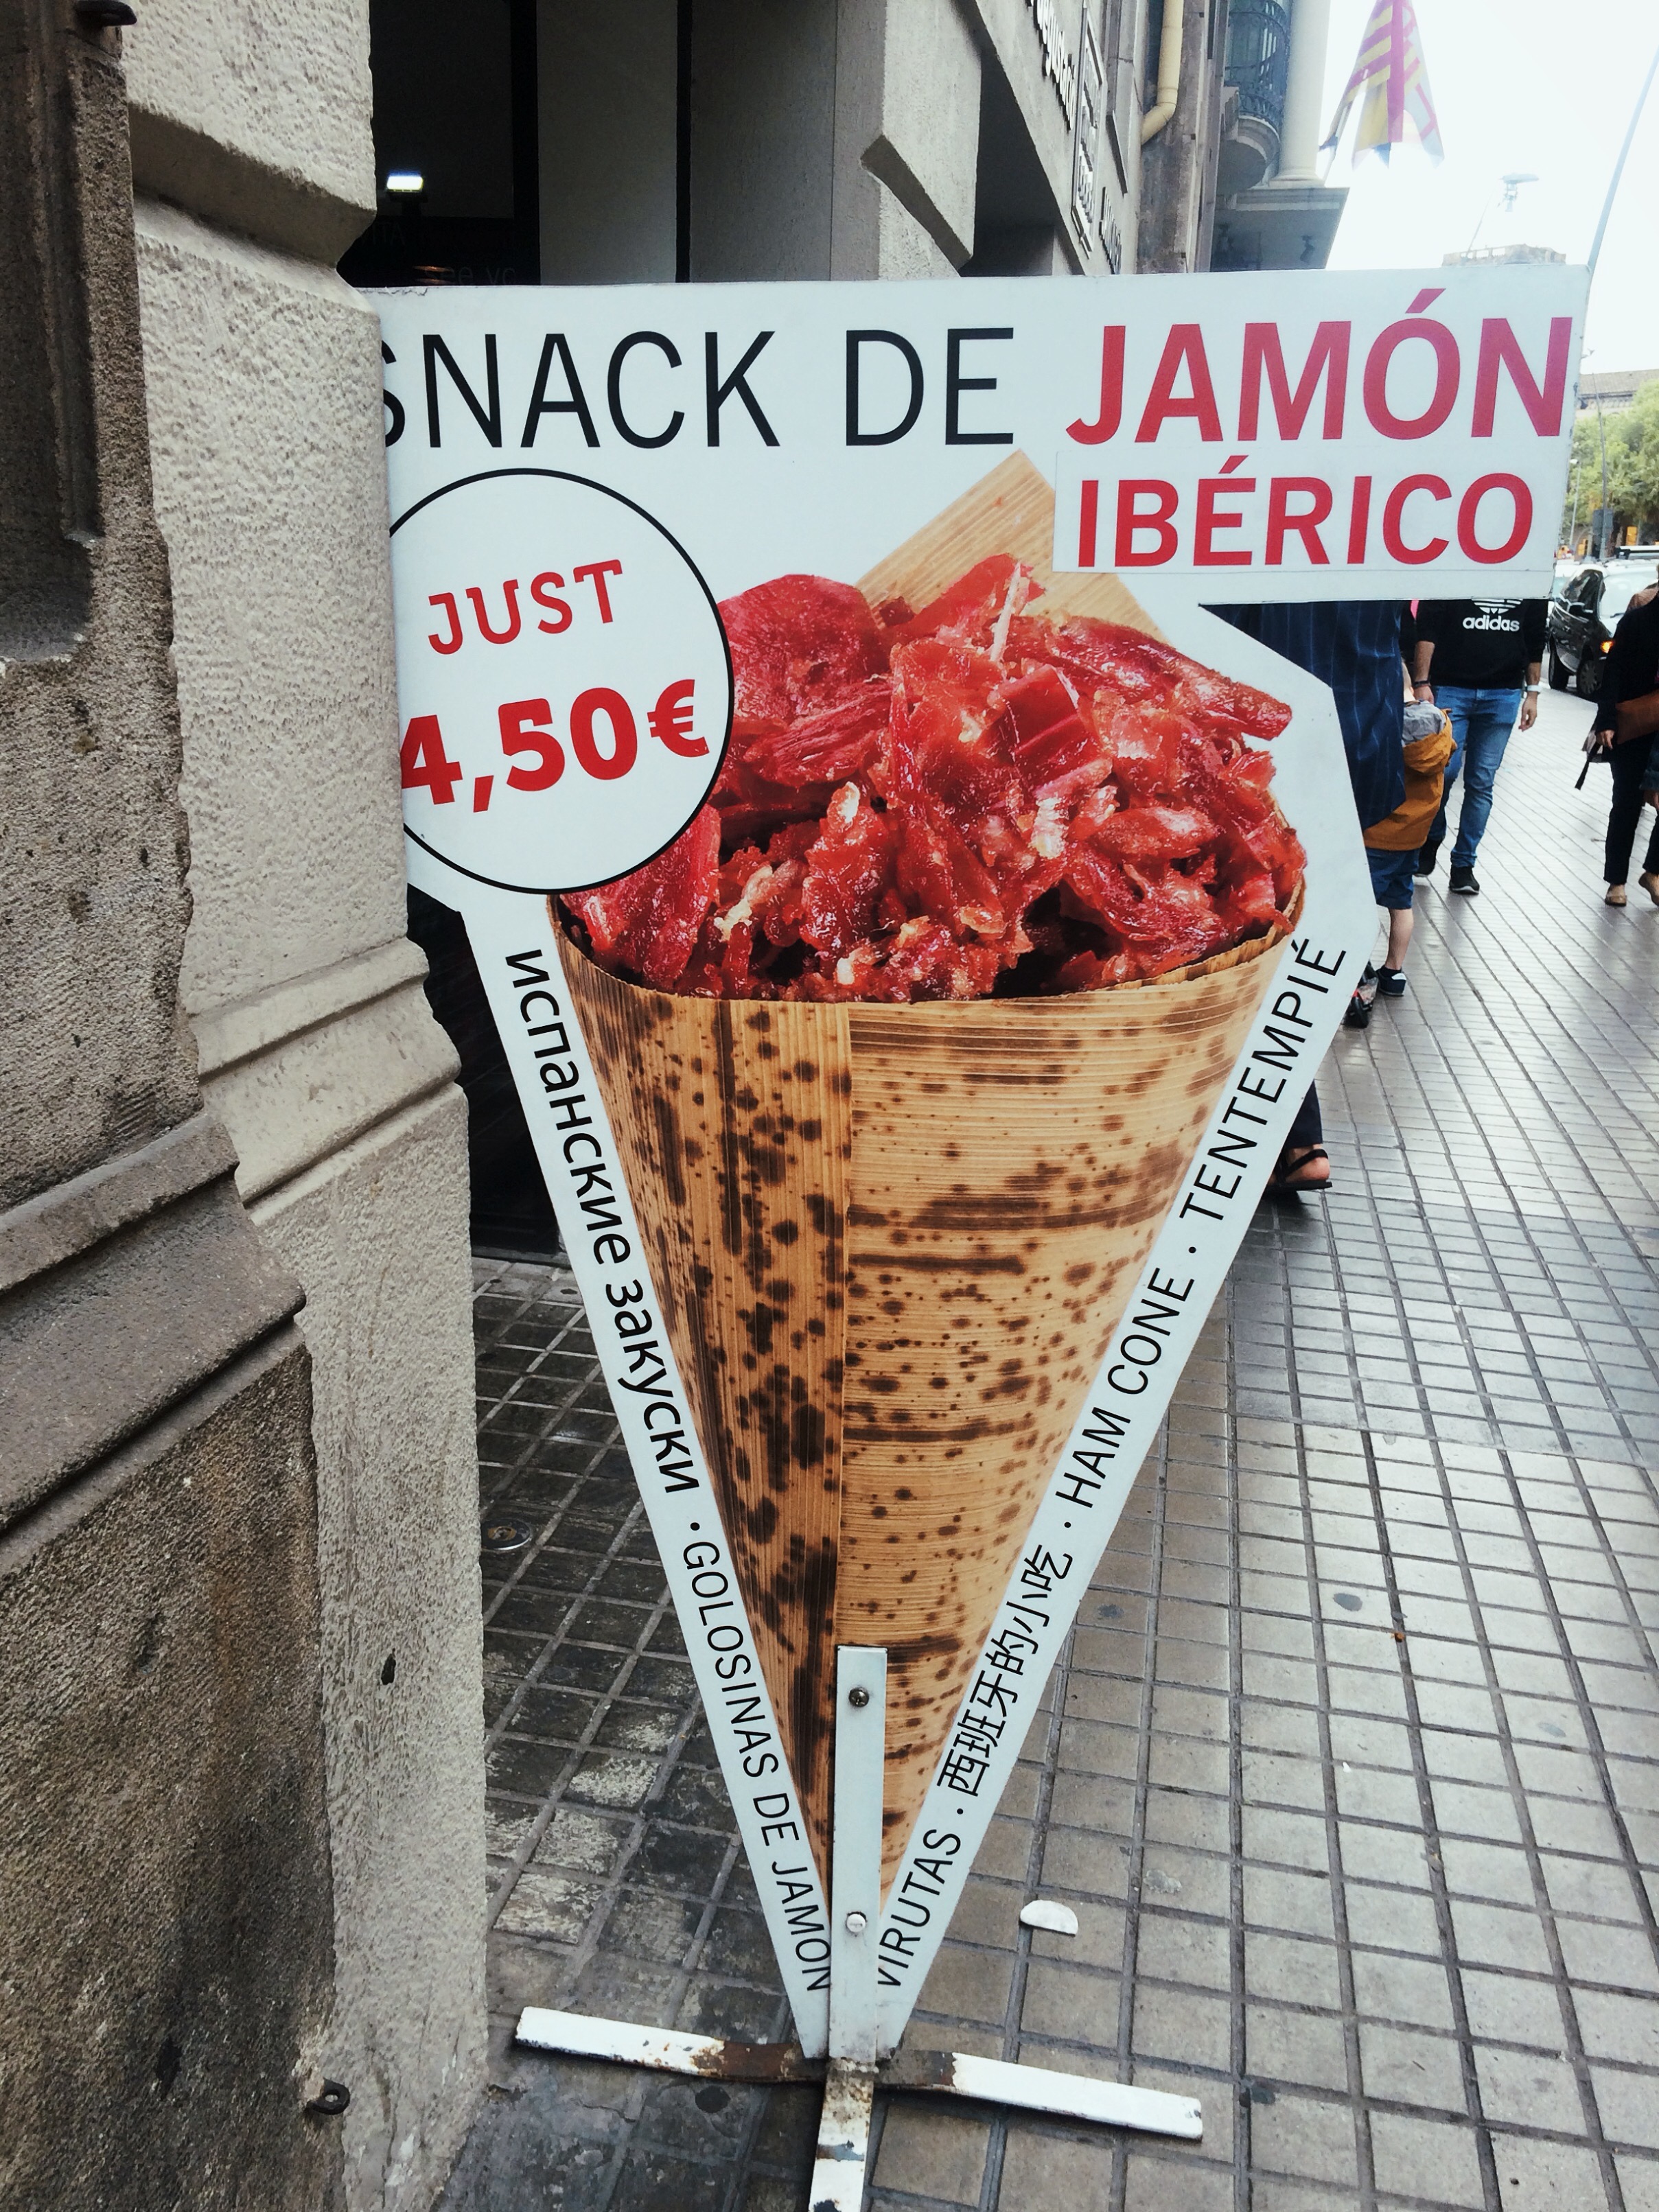 SNACK DE JAMÓN
IBÉRICO
JUST
4,50€
испанские закуски · GOLOSINAS DE JAMÓN
VIRUTAS · 西班牙的小吃 · HAM CONE · TENTEMPIÉ
adidas